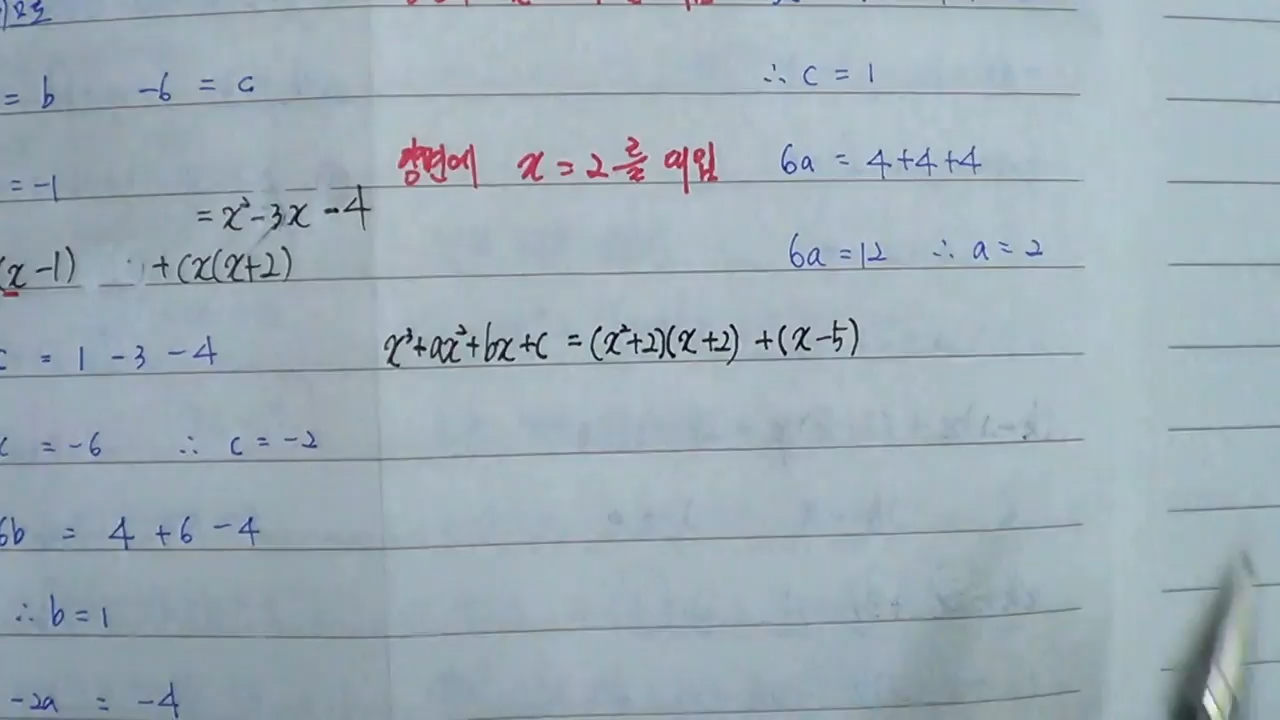 = b -6 = c
= -1
= x² - 3x - 4
(x - 1) + c x(x+2)
c = 1 - 3 - 4
c = -6 ∴ c = -2
6b = 4 + 6 - 4
∴ b = 1
-2a = -4
∴ c = 1
양변에 x = 2 를 대입 6a = 4+4+4
6a = 12 ∴ a = 2
x³+ax²+bx+c = (x²+2)(x+2) + (x-5)